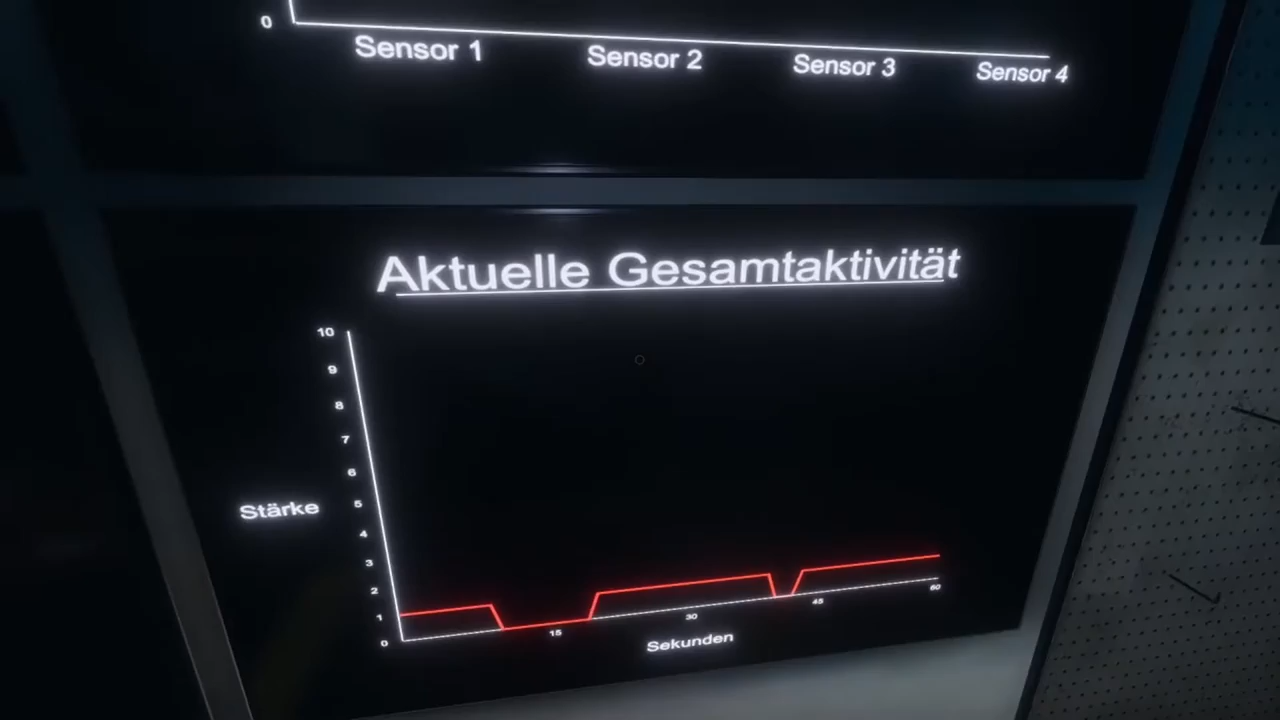 0
Sensor 1 Sensor 2 Sensor 3 Sensor 4
Aktuelle Gesamtaktivität
10
9
8
7
6
5
Stärke
4
3
2
1
0
15 30 45 60
Sekunden